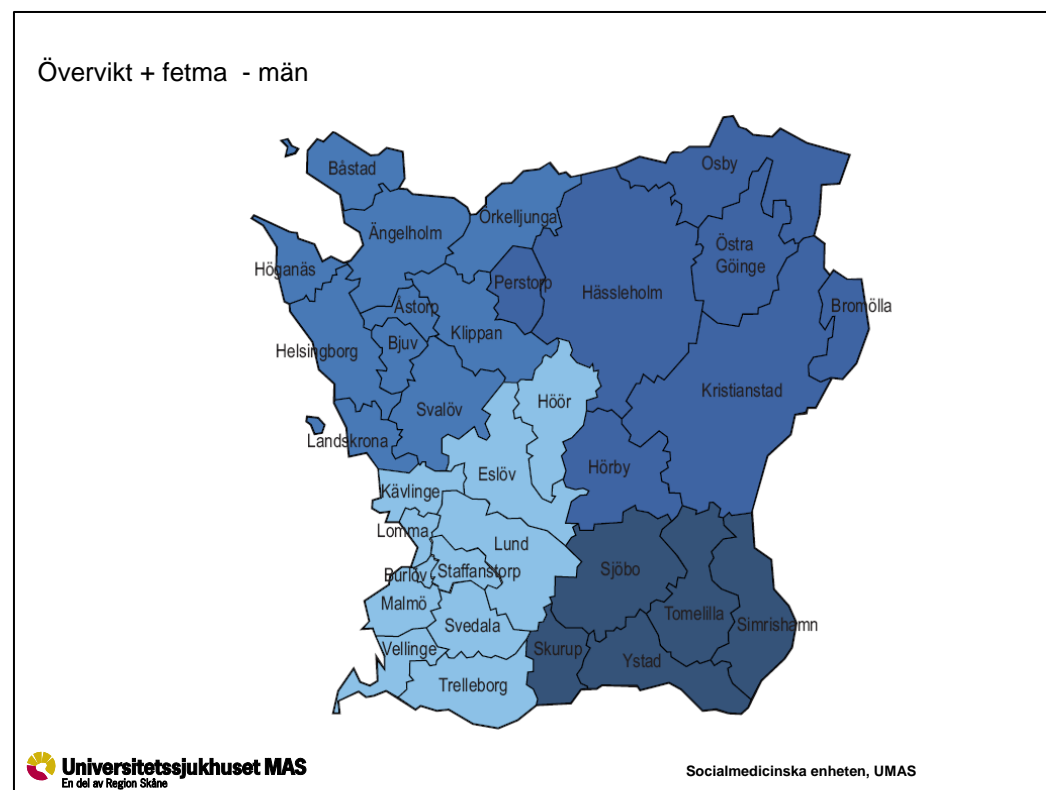 Övervikt + fetma - män
Osby
Båstad
Örkelljunga
Ängelholm
Östra
Göinge
Höganäs
Perstorp
Hässleholm
Bromölla
Åstorp
Klippan
Bjuv
Helsingborg
Kristianstad
Höör
Svalöv
Landskrona
Hörby
Eslöv
Kävlinge
Lomma
Lund
Burlöv
Staffanstorp
Sjöbo
Malmö
Tomelilla
Svedala
Simrishamn
Vellinge
Skurup
Ystad
Trelleborg
Universitetssjukhuset MAS
En del av Region Skåne
Socialmedicinska enheten, UMAS